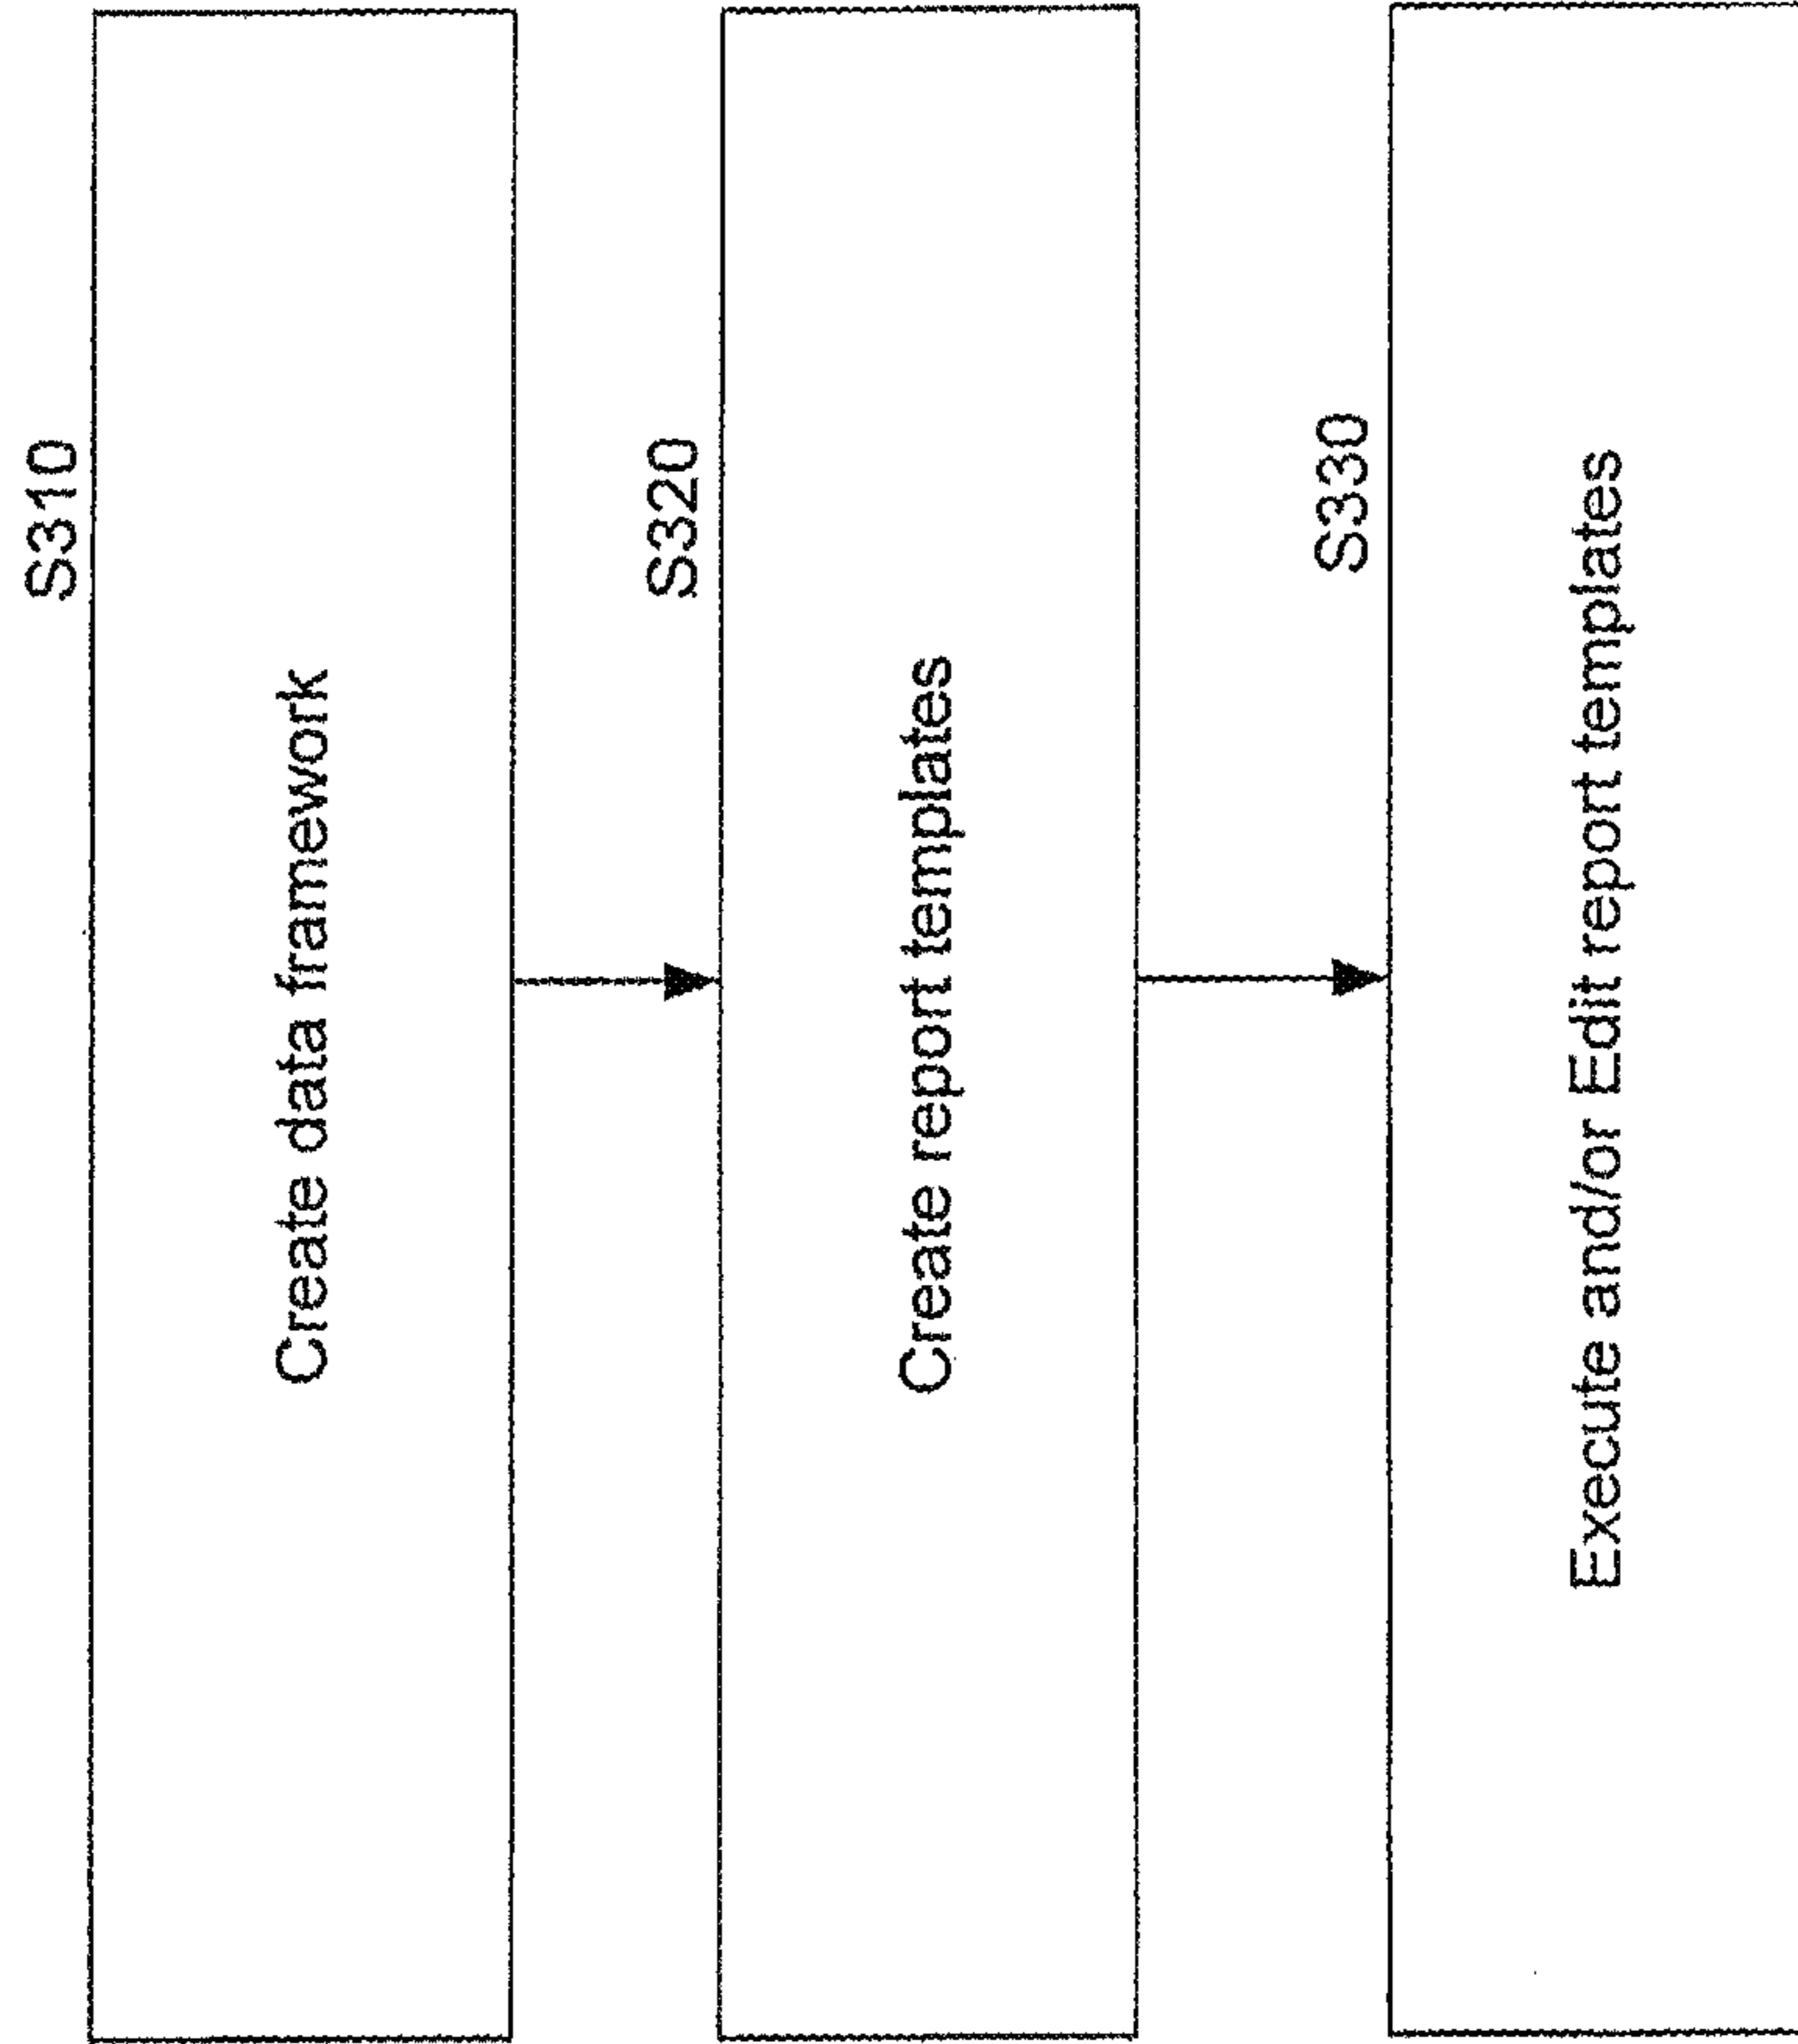 S310
Create data framework
S320
Create report templates
S330
Execute and/or Edit report templates